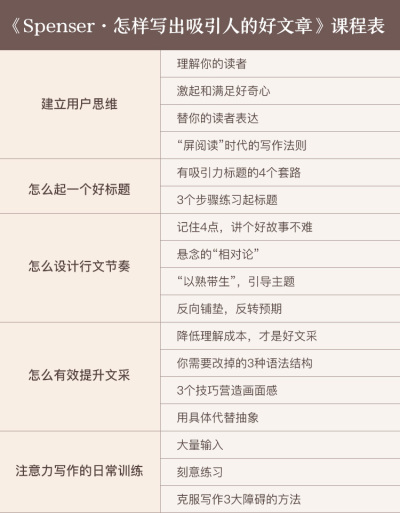 《Spenser·怎样写出吸引人的好文章》课程表
建立用户思维
理解你的读者
激起和满足好奇心
替你的读者表达
“屏阅读”时代的写作法则
怎么起一个好标题
有吸引力标题的4个套路
3个步骤练习起标题
怎么设计行文节奏
记住4点，讲个好故事不难
悬念的“相对论”
“以熟带生”，引导主题
反向铺垫，反转预期
怎么有效提升文采
降低理解成本，才是好文采
你需要改掉的3种语法结构
3个技巧营造画面感
用具体代替抽象
注意力写作的日常训练
大量输入
刻意练习
克服写作3大障碍的方法